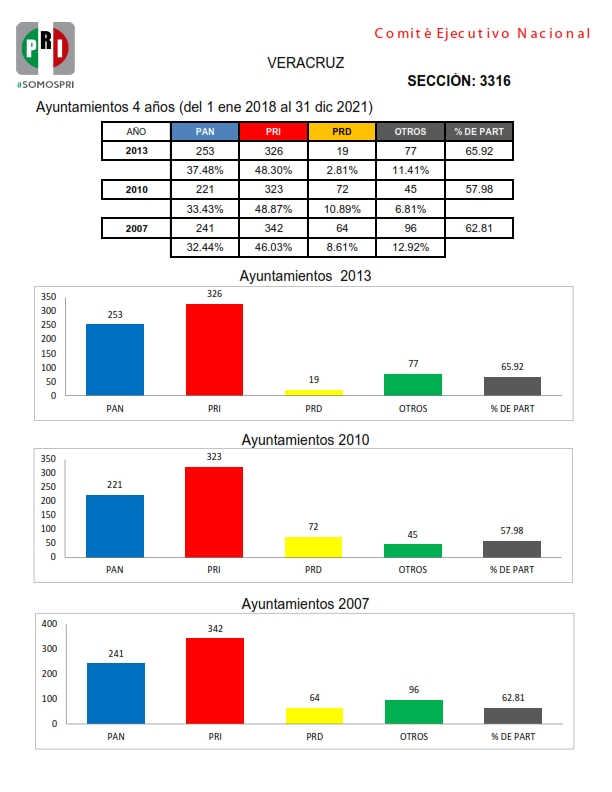 Comité Ejecutivo Nacional
PRI
#SOMOSPRI
VERACRUZ
SECCIÓN: 3316
Ayuntamientos 4 años (del 1 ene 2018 al 31 dic 2021)
AÑO PAN PRI PRD OTROS % DE PART
2013 253 326 19 77 65.92
37.48% 48.30% 2.81% 11.41%
2010 221 323 72 45 57.98
33.43% 48.87% 10.89% 6.81%
2007 241 342 64 96 62.81
32.44% 46.03% 8.61% 12.92%
Ayuntamientos 2013
350
300
250
200
150
100
50
0
253 326 19 77 65.92
PAN PRI PRD OTROS % DE PART
Ayuntamientos 2010
350
300
250
200
150
100
50
0
221 323 72 45 57.98
PAN PRI PRD OTROS % DE PART
Ayuntamientos 2007
400
300
200
100
0
241 342 64 96 62.81
PAN PRI PRD OTROS % DE PART